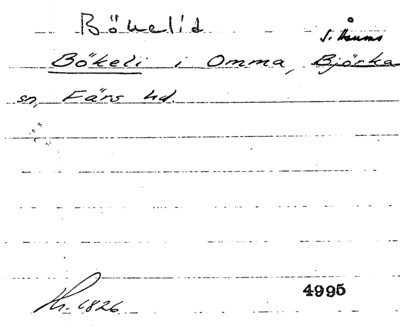 Bökelid
S. Åsums
Bökeli i Omma, Björka
sn, Färs hd.
1826
4995